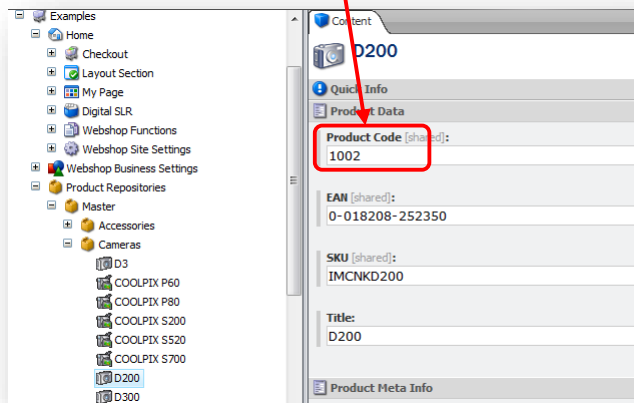 Examples
Home
Checkout
Layout Section
My Page
Digital SLR
Webshop Functions
Webshop Site Settings
Webshop Business Settings
Product Repositories
Master
Accessories
Cameras
D3
COOLPIX P60
COOLPIX P80
COOLPIX S200
COOLPIX S520
COOLPIX S700
D200
D300
Content
D200
Quick Info
Product Data
Product Code [shared]:
1002
EAN [shared]:
0-018208-252350
SKU [shared]:
IMCNKD200
Title:
D200
Product Meta Info